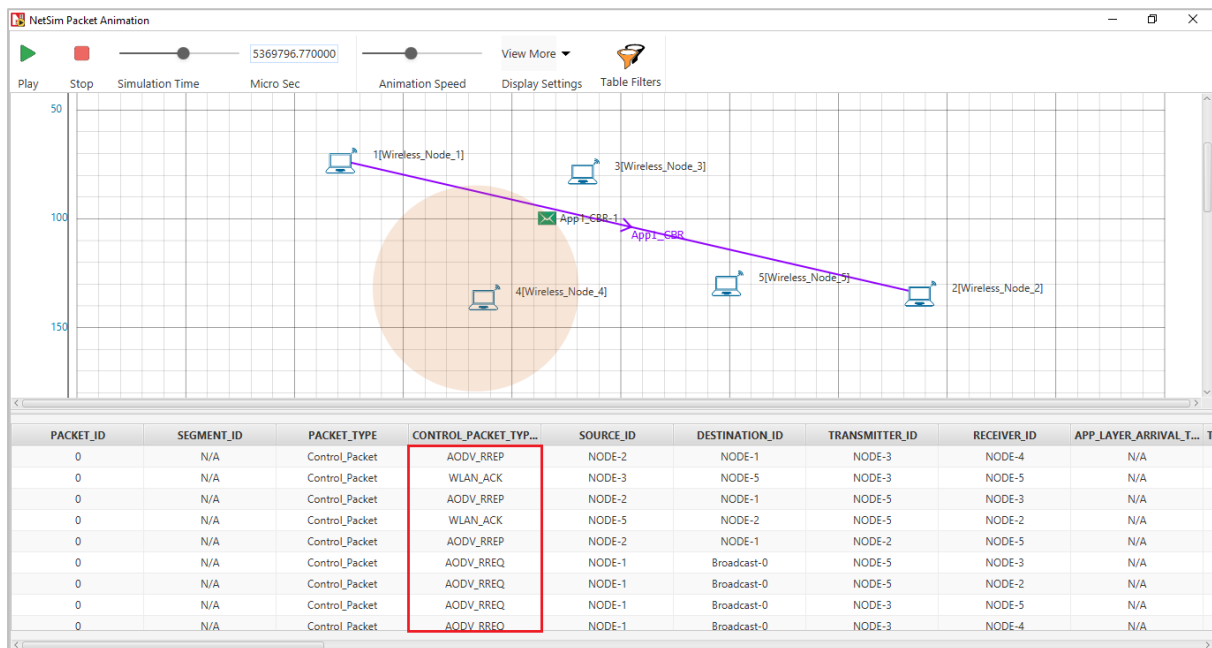 NetSim Packet Animation
5369796.770000 View More
Play Stop Simulation Time Micro Sec Animation Speed Display Settings Table Filters
50
1[Wireless_Node_1]
3[Wireless_Node_3]
100
App1_CBR-1
App1_CBR
5[Wireless_Node_5]
4[Wireless_Node_4]
2[Wireless_Node_2]
150
PACKET_ID SEGMENT_ID PACKET_TYPE CONTROL_PACKET_TYP... SOURCE_ID DESTINATION_ID TRANSMITTER_ID RECEIVER_ID APP_LAYER_ARRIVAL_T... T
0 N/A Control_Packet AODV_RREP NODE-2 NODE-1 NODE-3 NODE-4 N/A
0 N/A Control_Packet WLAN_ACK NODE-3 NODE-5 NODE-3 NODE-5 N/A
0 N/A Control_Packet AODV_RREP NODE-2 NODE-1 NODE-5 NODE-3 N/A
0 N/A Control_Packet WLAN_ACK NODE-5 NODE-2 NODE-5 NODE-2 N/A
0 N/A Control_Packet AODV_RREP NODE-2 NODE-1 NODE-2 NODE-5 N/A
0 N/A Control_Packet AODV_RREQ NODE-1 Broadcast-0 NODE-5 NODE-3 N/A
0 N/A Control_Packet AODV_RREQ NODE-1 Broadcast-0 NODE-5 NODE-2 N/A
0 N/A Control_Packet AODV_RREQ NODE-1 Broadcast-0 NODE-3 NODE-5 N/A
0 N/A Control_Packet AODV_RREQ NODE-1 Broadcast-0 NODE-3 NODE-4 N/A